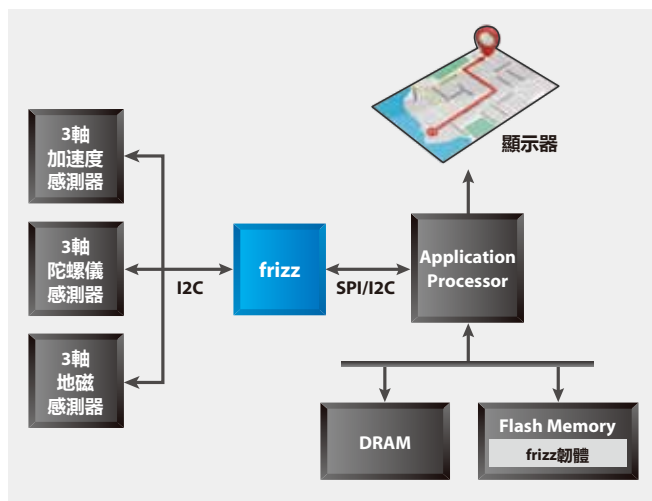 顯示器
3軸
加速度
感測器
3軸
陀螺儀
感測器
3軸
地磁
感測器
I2C
frizz
SPI/I2C
Application
Processor
DRAM
Flash Memory
frizz韌體